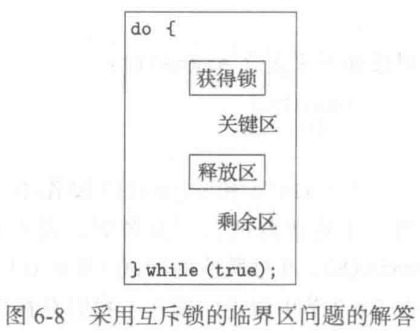 do {
获得锁
关键区
释放区
剩余区
} while (true);
图 6-8 采用互斥锁的临界区问题的解答